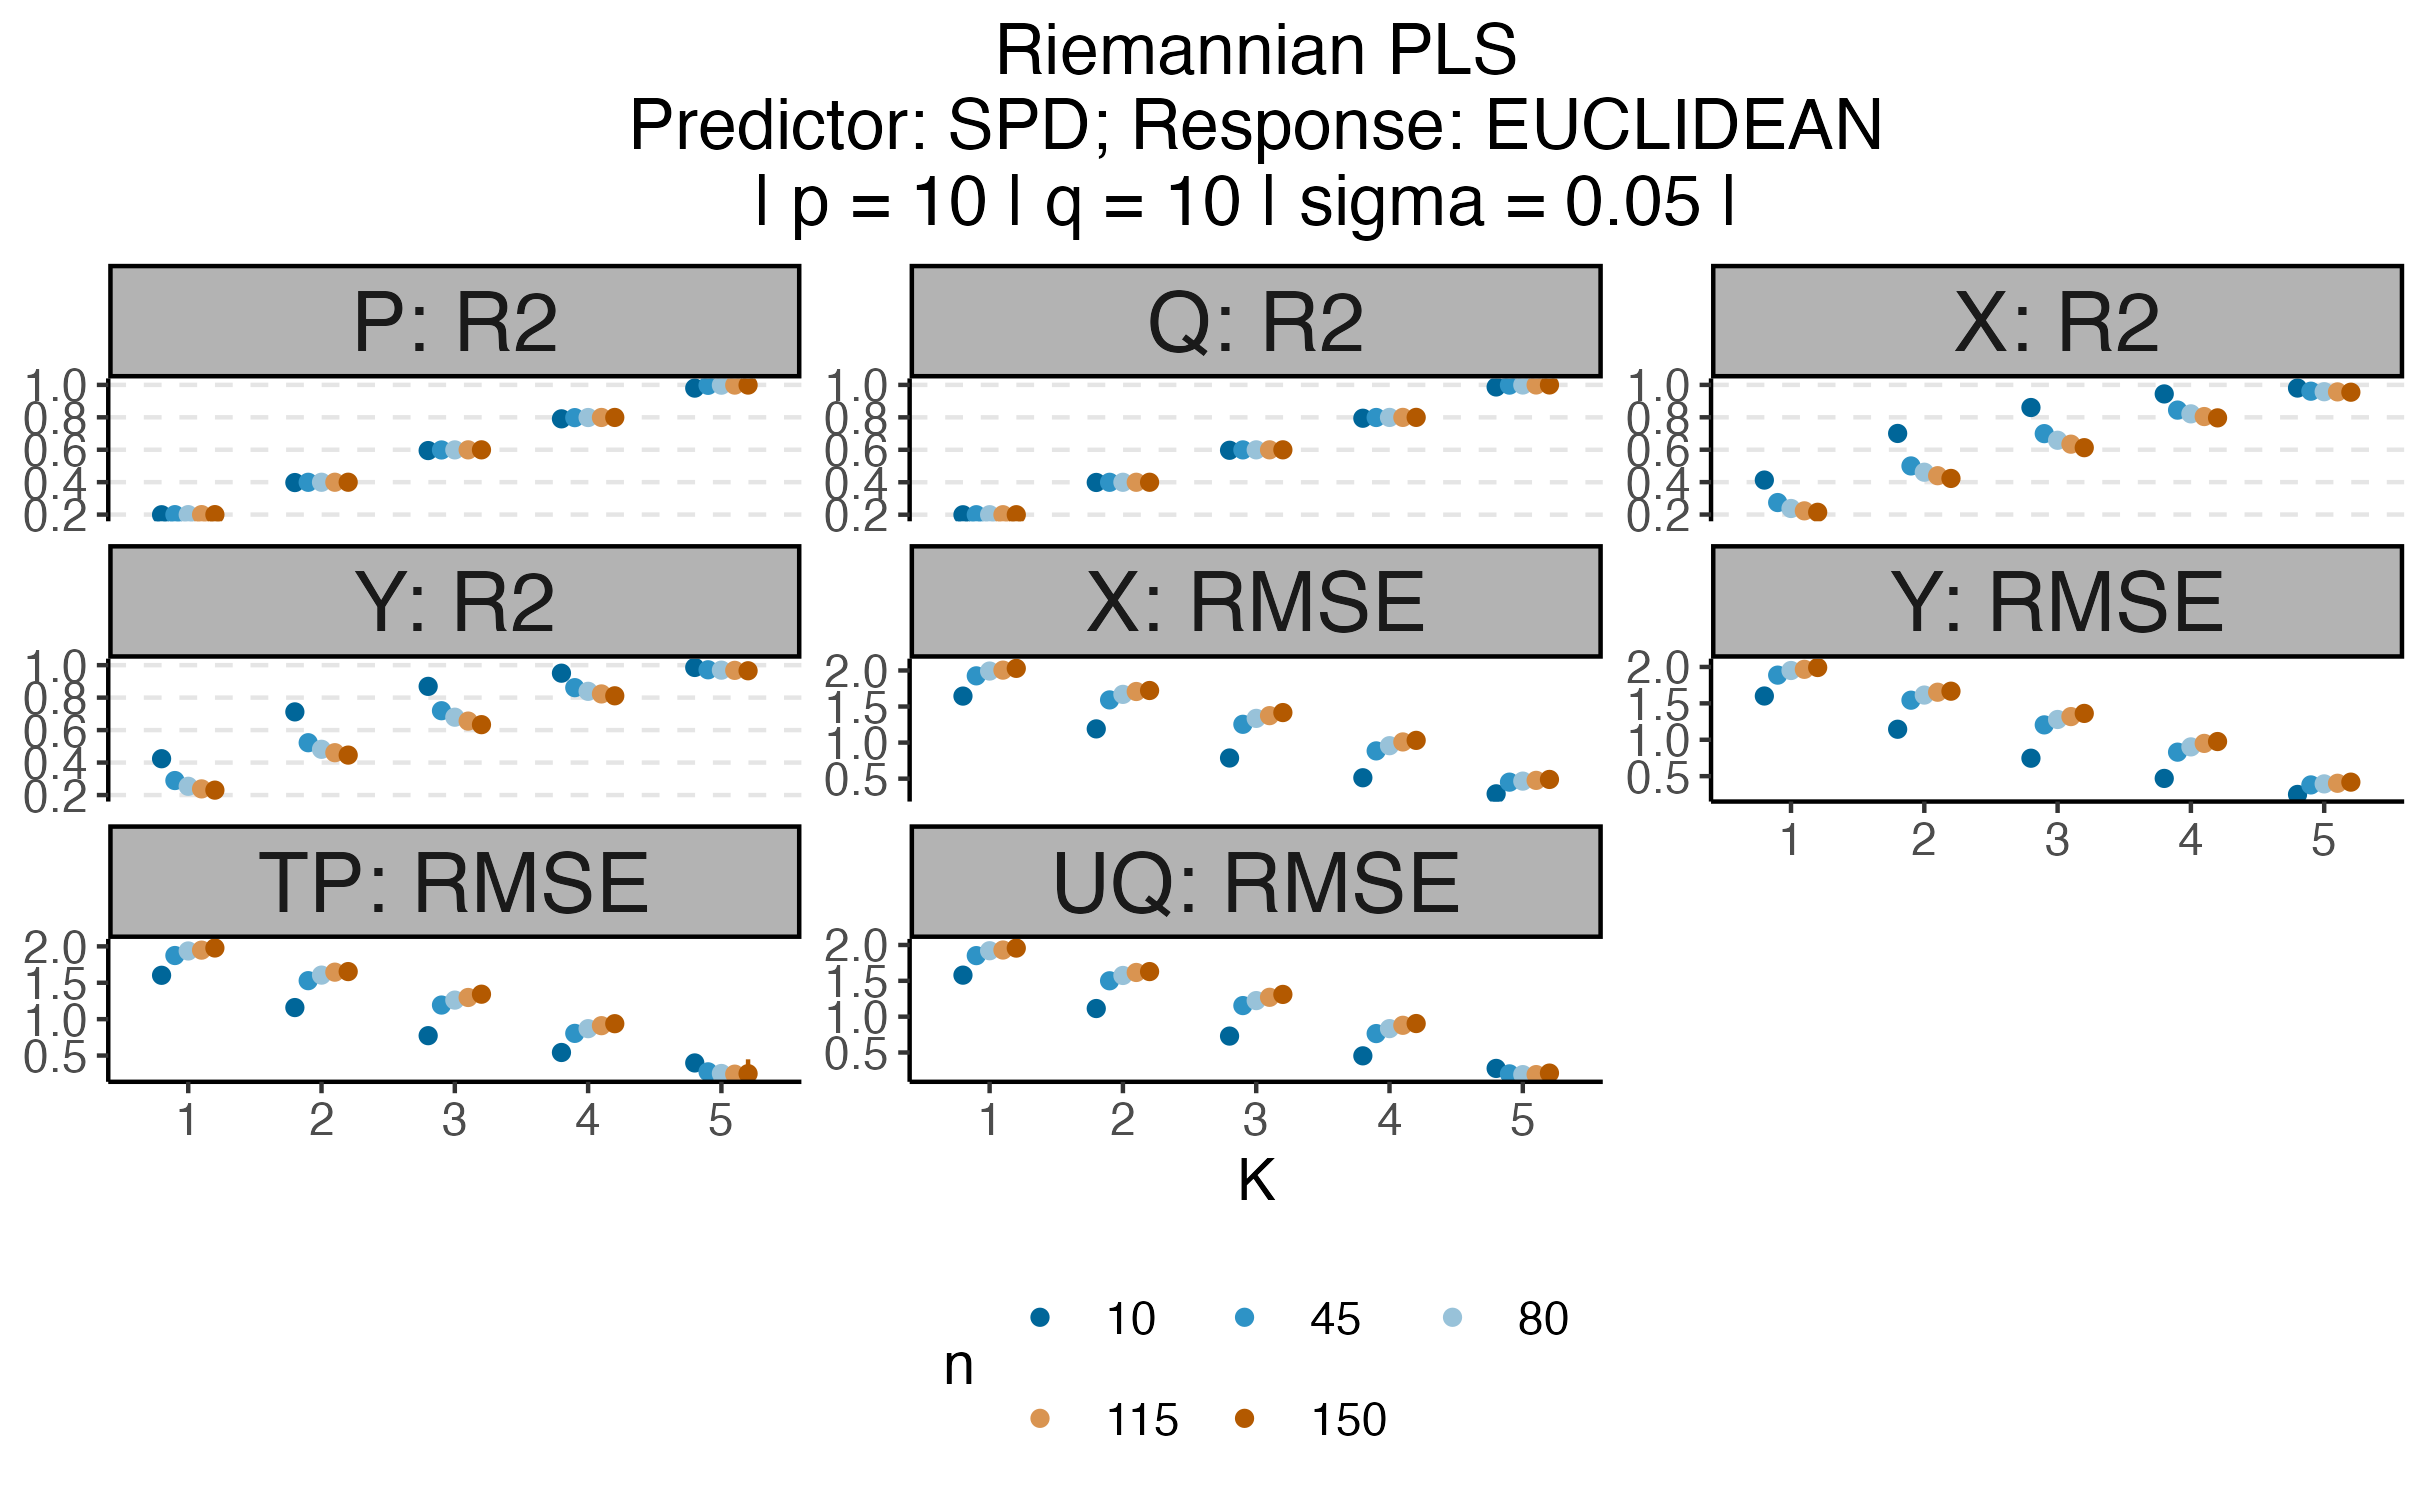 Riemannian PLS
Predictor: SPD; Response: EUCLIDEAN
| p = 10 | q = 10 | sigma = 0.05 |
P: R2
Q: R2
X: R2
1.0
0.8
0.6
0.4
0.2
1.0
0.8
0.6
0.4
0.2
1.0
0.8
0.6
0.4
0.2
Y: R2
X: RMSE
Y: RMSE
1.0
0.8
0.6
0.4
0.2
2.0
1.5
1.0
0.5
2.0
1.5
1.0
0.5
1 2 3 4 5
TP: RMSE
UQ: RMSE
2.0
1.5
1.0
0.5
2.0
1.5
1.0
0.5
1 2 3 4 5
1 2 3 4 5
K
n
10 45 80
115 150